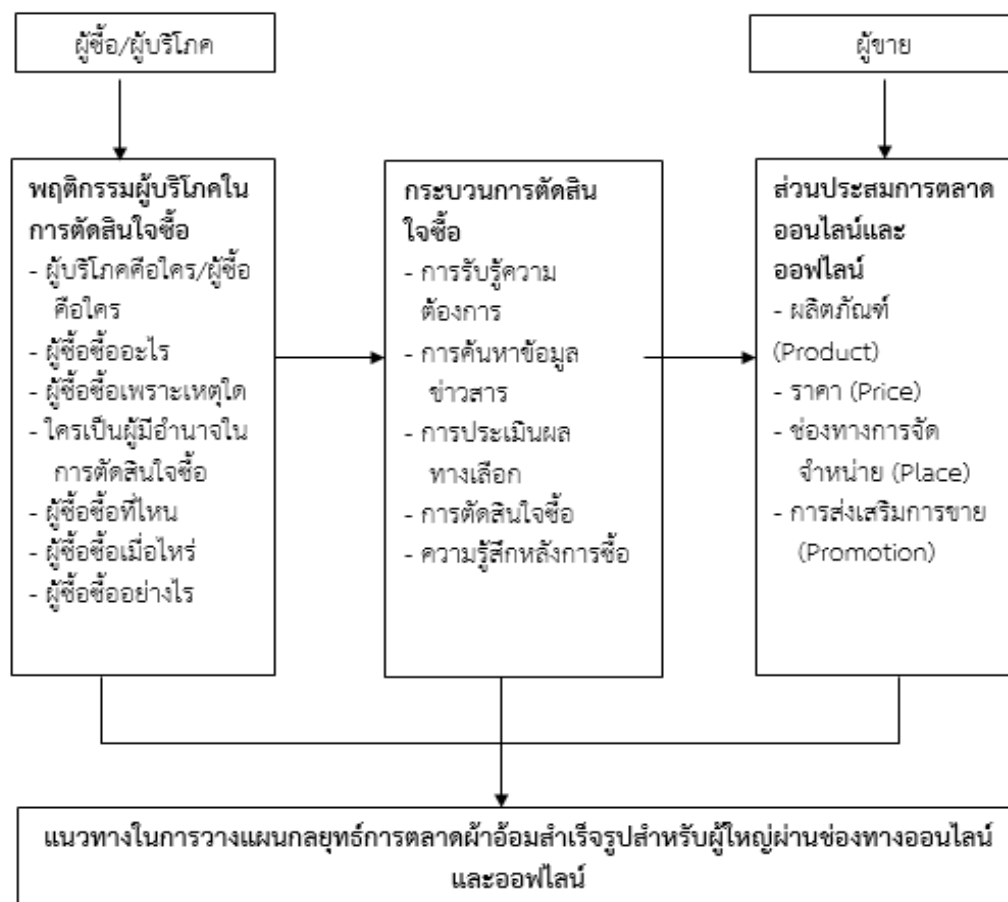 ผู้ซื้อ/ผู้บริโภค
ผู้ขาย
พฤติกรรมผู้บริโภคใน
การตัดสินใจซื้อ
- ผู้บริโภคคือใคร/ผู้ซื้อ
คือใคร
- ผู้ซื้อซื้ออะไร
- ผู้ซื้อซื้อเพราะเหตุใด
- ใครเป็นผู้มีอำนาจใน
การตัดสินใจซื้อ
- ผู้ซื้อซื้อที่ไหน
- ผู้ซื้อซื้อเมื่อไหร่
- ผู้ซื้อซื้ออย่างไร
กระบวนการตัดสิน
ใจซื้อ
- การรับรู้ความ
ต้องการ
- การค้นหาข้อมูล
ข่าวสาร
- การประเมินผล
ทางเลือก
- การตัดสินใจซื้อ
- ความรู้สึกหลังการซื้อ
ส่วนประสมการตลาด
ออนไลน์และ
ออฟไลน์
- ผลิตภัณฑ์
(Product)
- ราคา (Price)
- ช่องทางการจัด
จำหน่าย (Place)
- การส่งเสริมการขาย
(Promotion)
แนวทางในการวางแผนกลยุทธ์การตลาดผ้าอ้อมสำเร็จรูปสำหรับผู้ใหญ่ผ่านช่องทางออนไลน์
และออฟไลน์